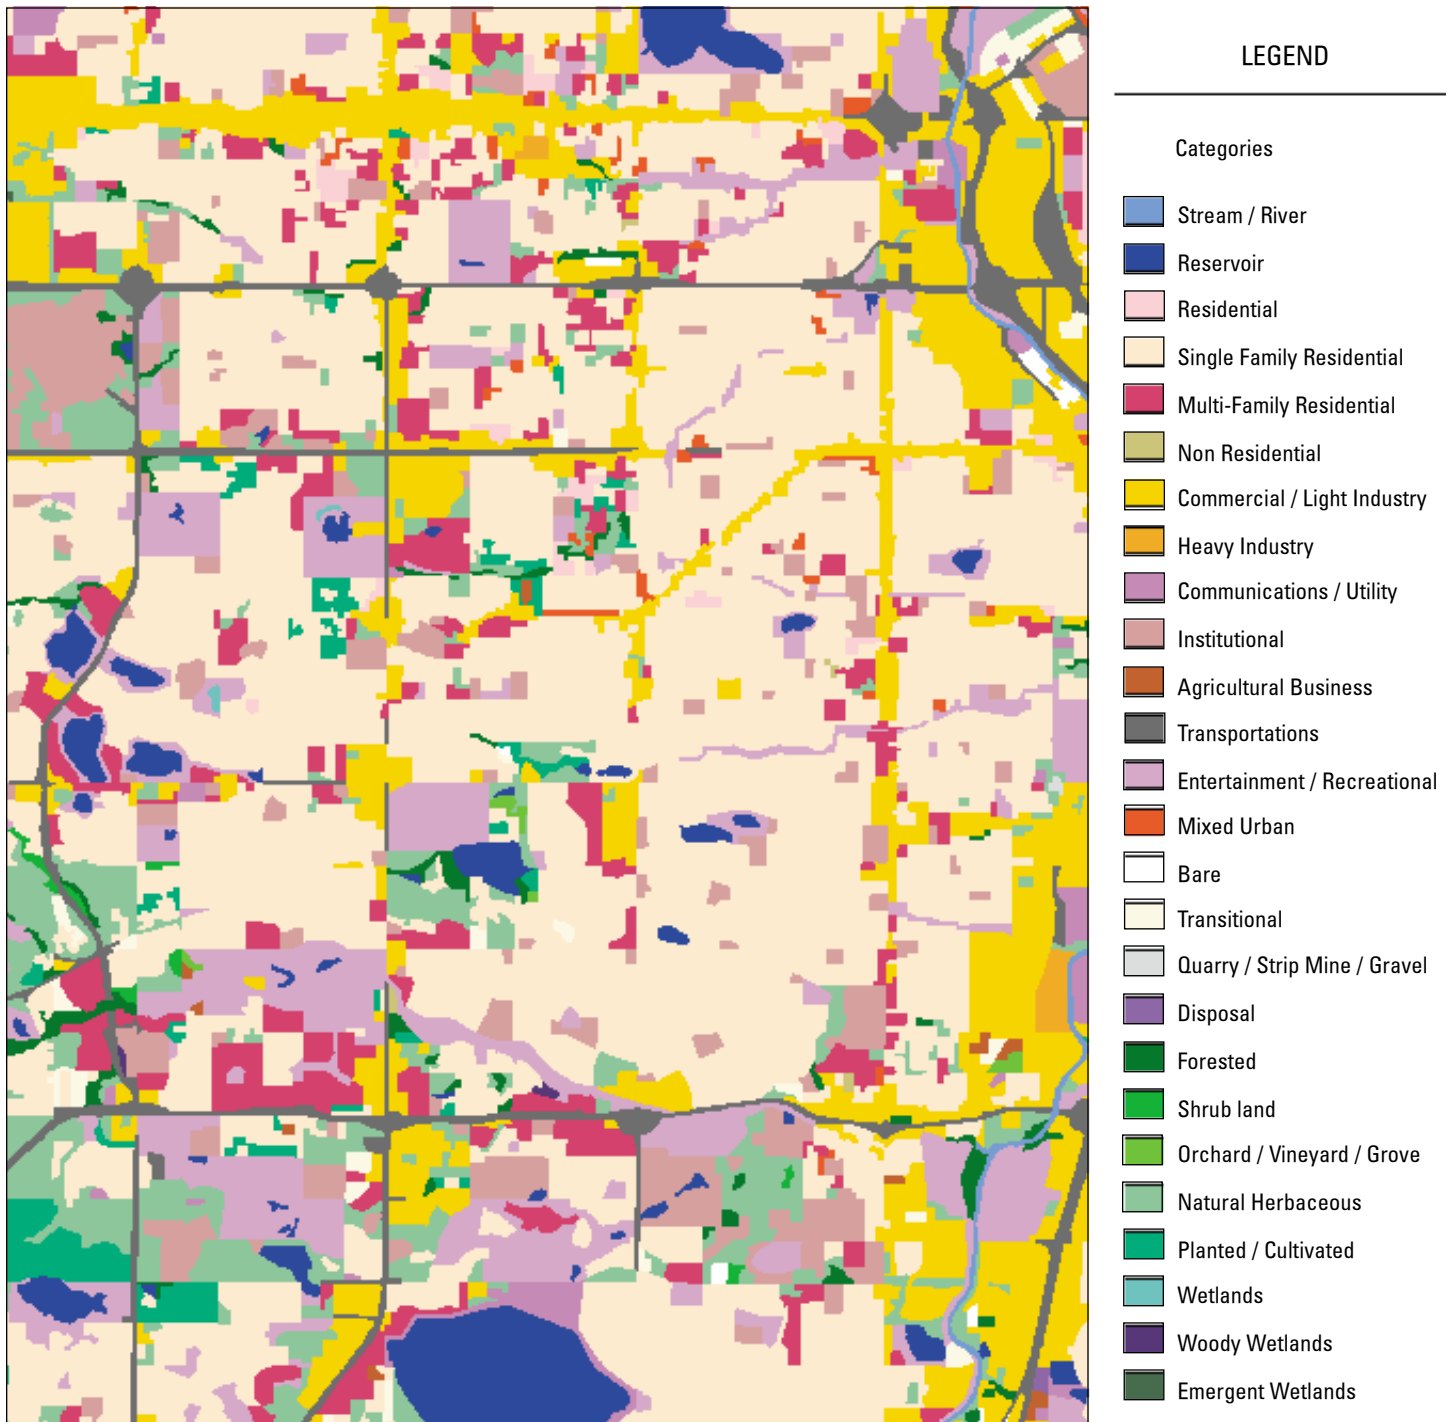 LEGEND
Categories
Stream / River
Reservoir
Residential
Single Family Residential
Multi-Family Residential
Non Residential
Commercial / Light Industry
Heavy Industry
Communications / Utility
Institutional
Agricultural Business
Transportations
Entertainment / Recreational
Mixed Urban
Bare
Transitional
Quarry / Strip Mine / Gravel
Disposal
Forested
Shrub land
Orchard / Vineyard / Grove
Natural Herbaceous
Planted / Cultivated
Wetlands
Woody Wetlands
Emergent Wetlands